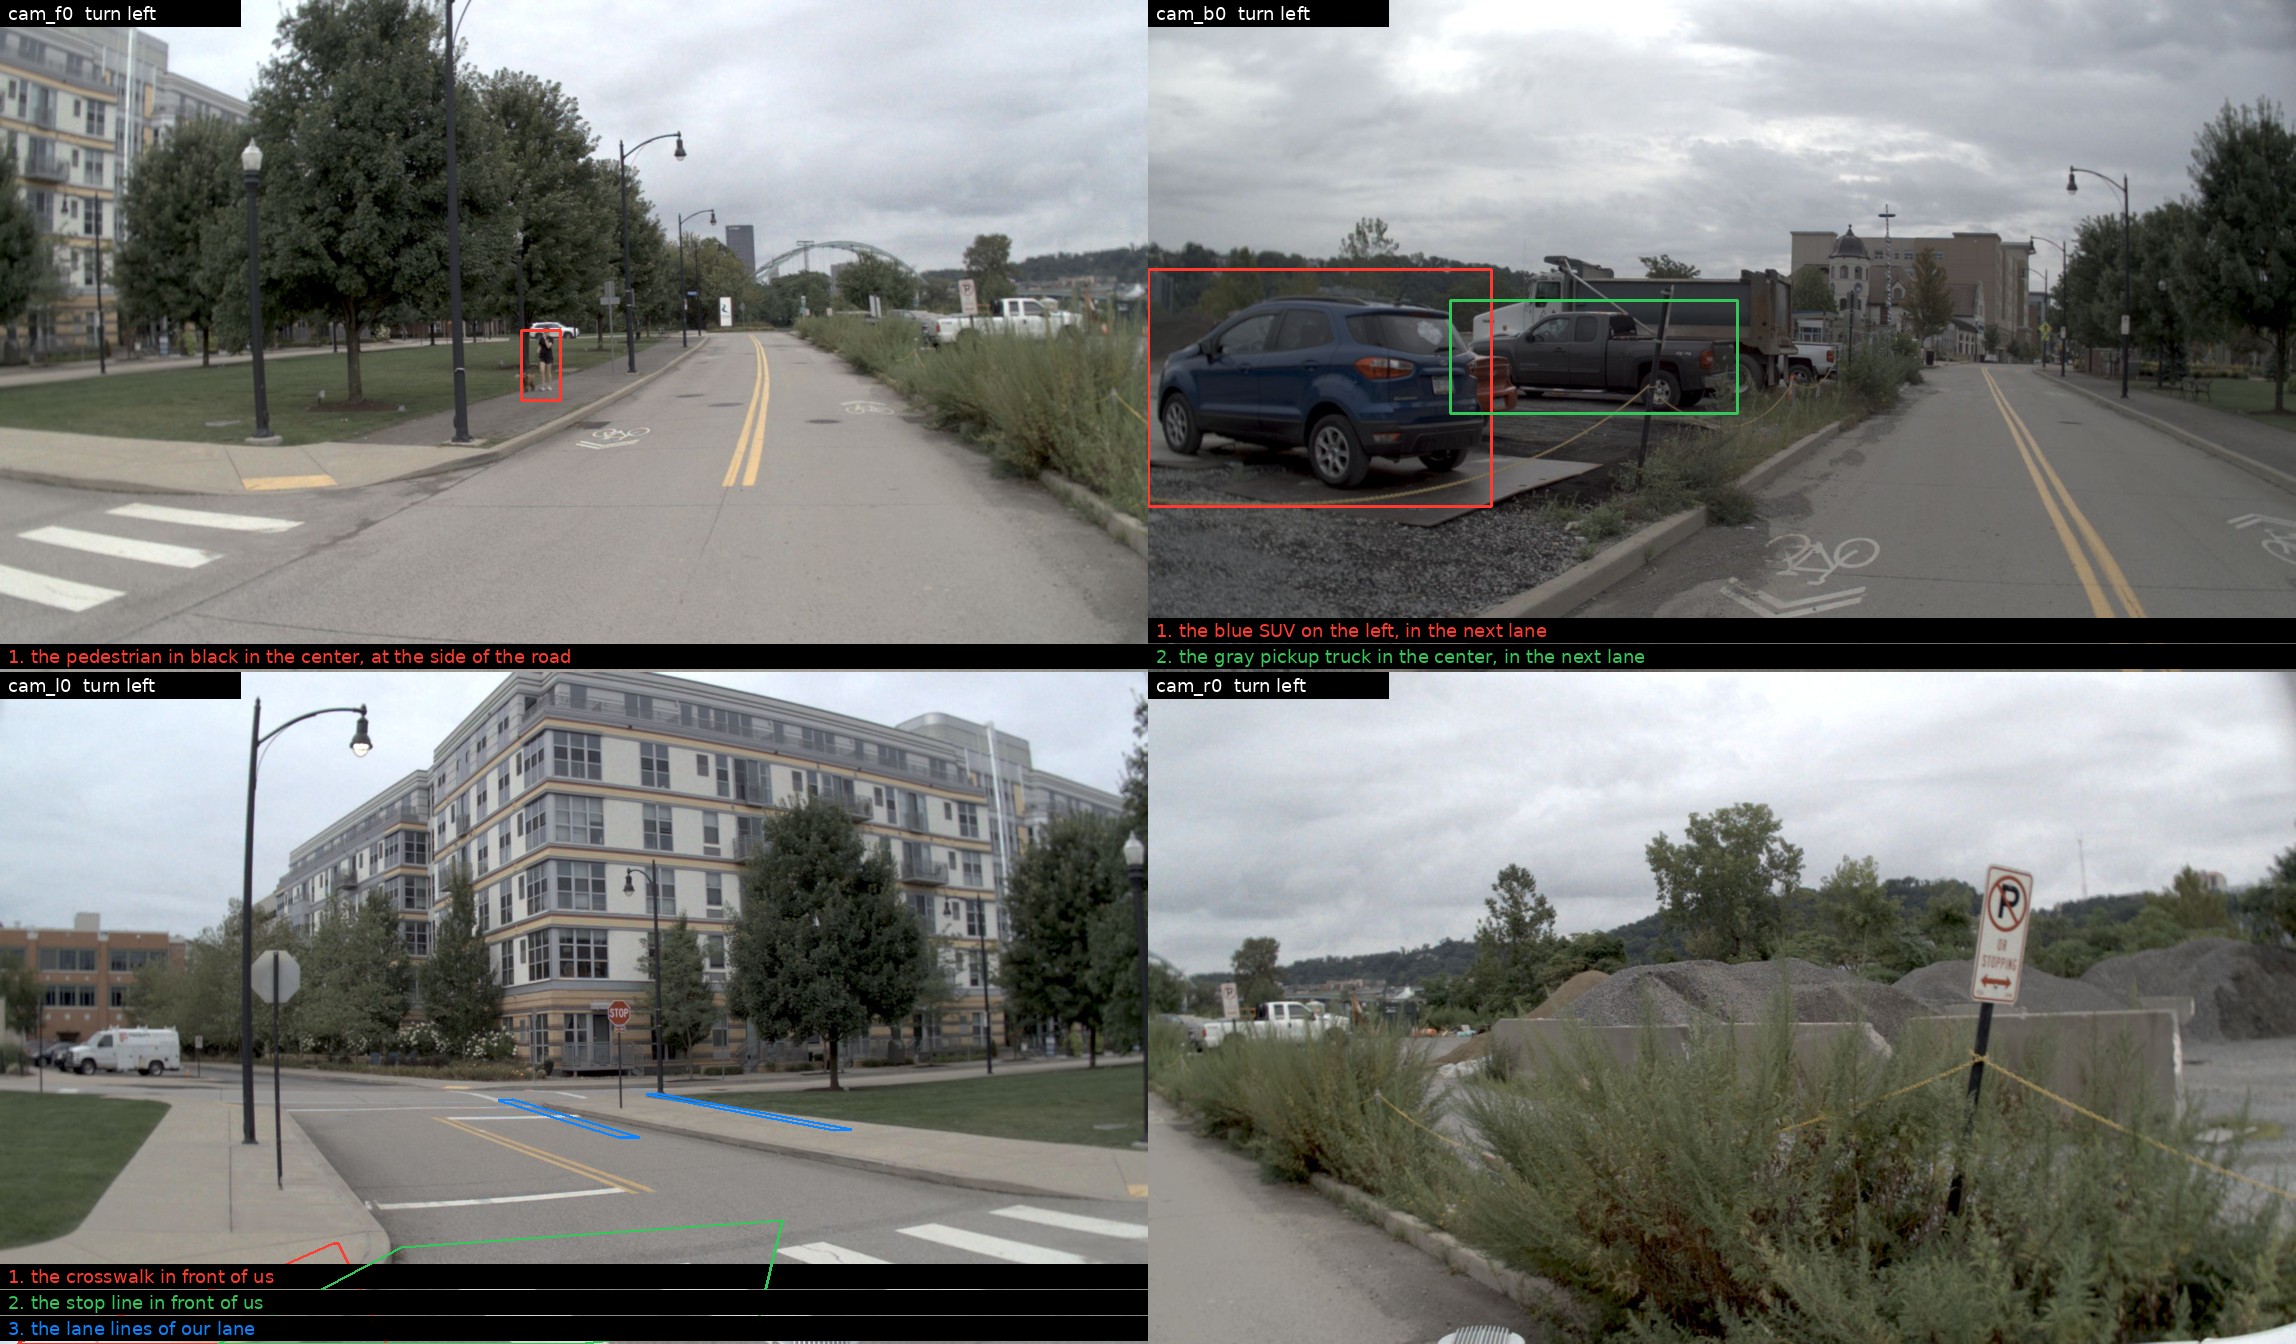 cam_f0 turn left
1. the pedestrian in black in the center, at the side of the road
cam_b0 turn left
1. the blue SUV on the left, in the next lane
2. the gray pickup truck in the center, in the next lane
cam_l0 turn left
STOP
1. the crosswalk in front of us
2. the stop line in front of us
3. the lane lines of our lane
cam_r0 turn left
P
OR
STOPPING